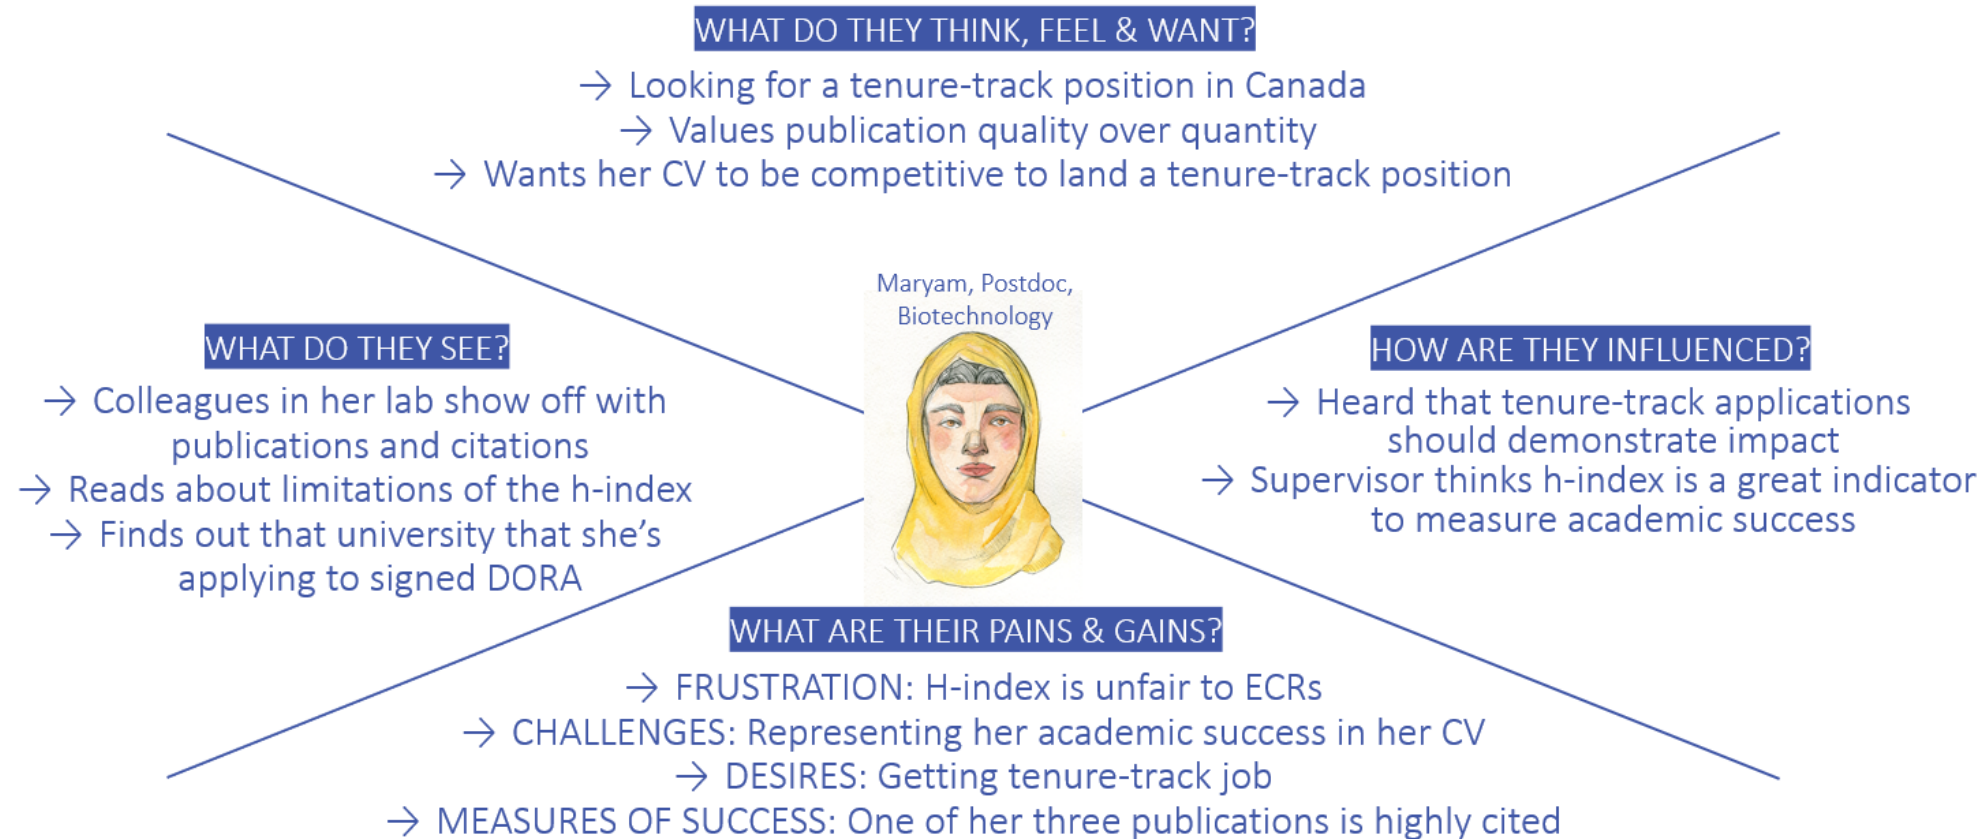 WHAT DO THEY THINK, FEEL & WANT?
→ Looking for a tenure-track position in Canada
→ Values publication quality over quantity
→ Wants her CV to be competitive to land a tenure-track position
Maryam, Postdoc,
Biotechnology
WHAT DO THEY SEE?
→ Colleagues in her lab show off with
publications and citations
→ Reads about limitations of the h-index
→ Finds out that university that she’s
applying to signed DORA
HOW ARE THEY INFLUENCED?
→ Heard that tenure-track applications
should demonstrate impact
→ Supervisor thinks h-index is a great indicator
to measure academic success
WHAT ARE THEIR PAINS & GAINS?
→ FRUSTRATION: H-index is unfair to ECRs
→ CHALLENGES: Representing her academic success in her CV
→ DESIRES: Getting tenure-track job
→ MEASURES OF SUCCESS: One of her three publications is highly cited